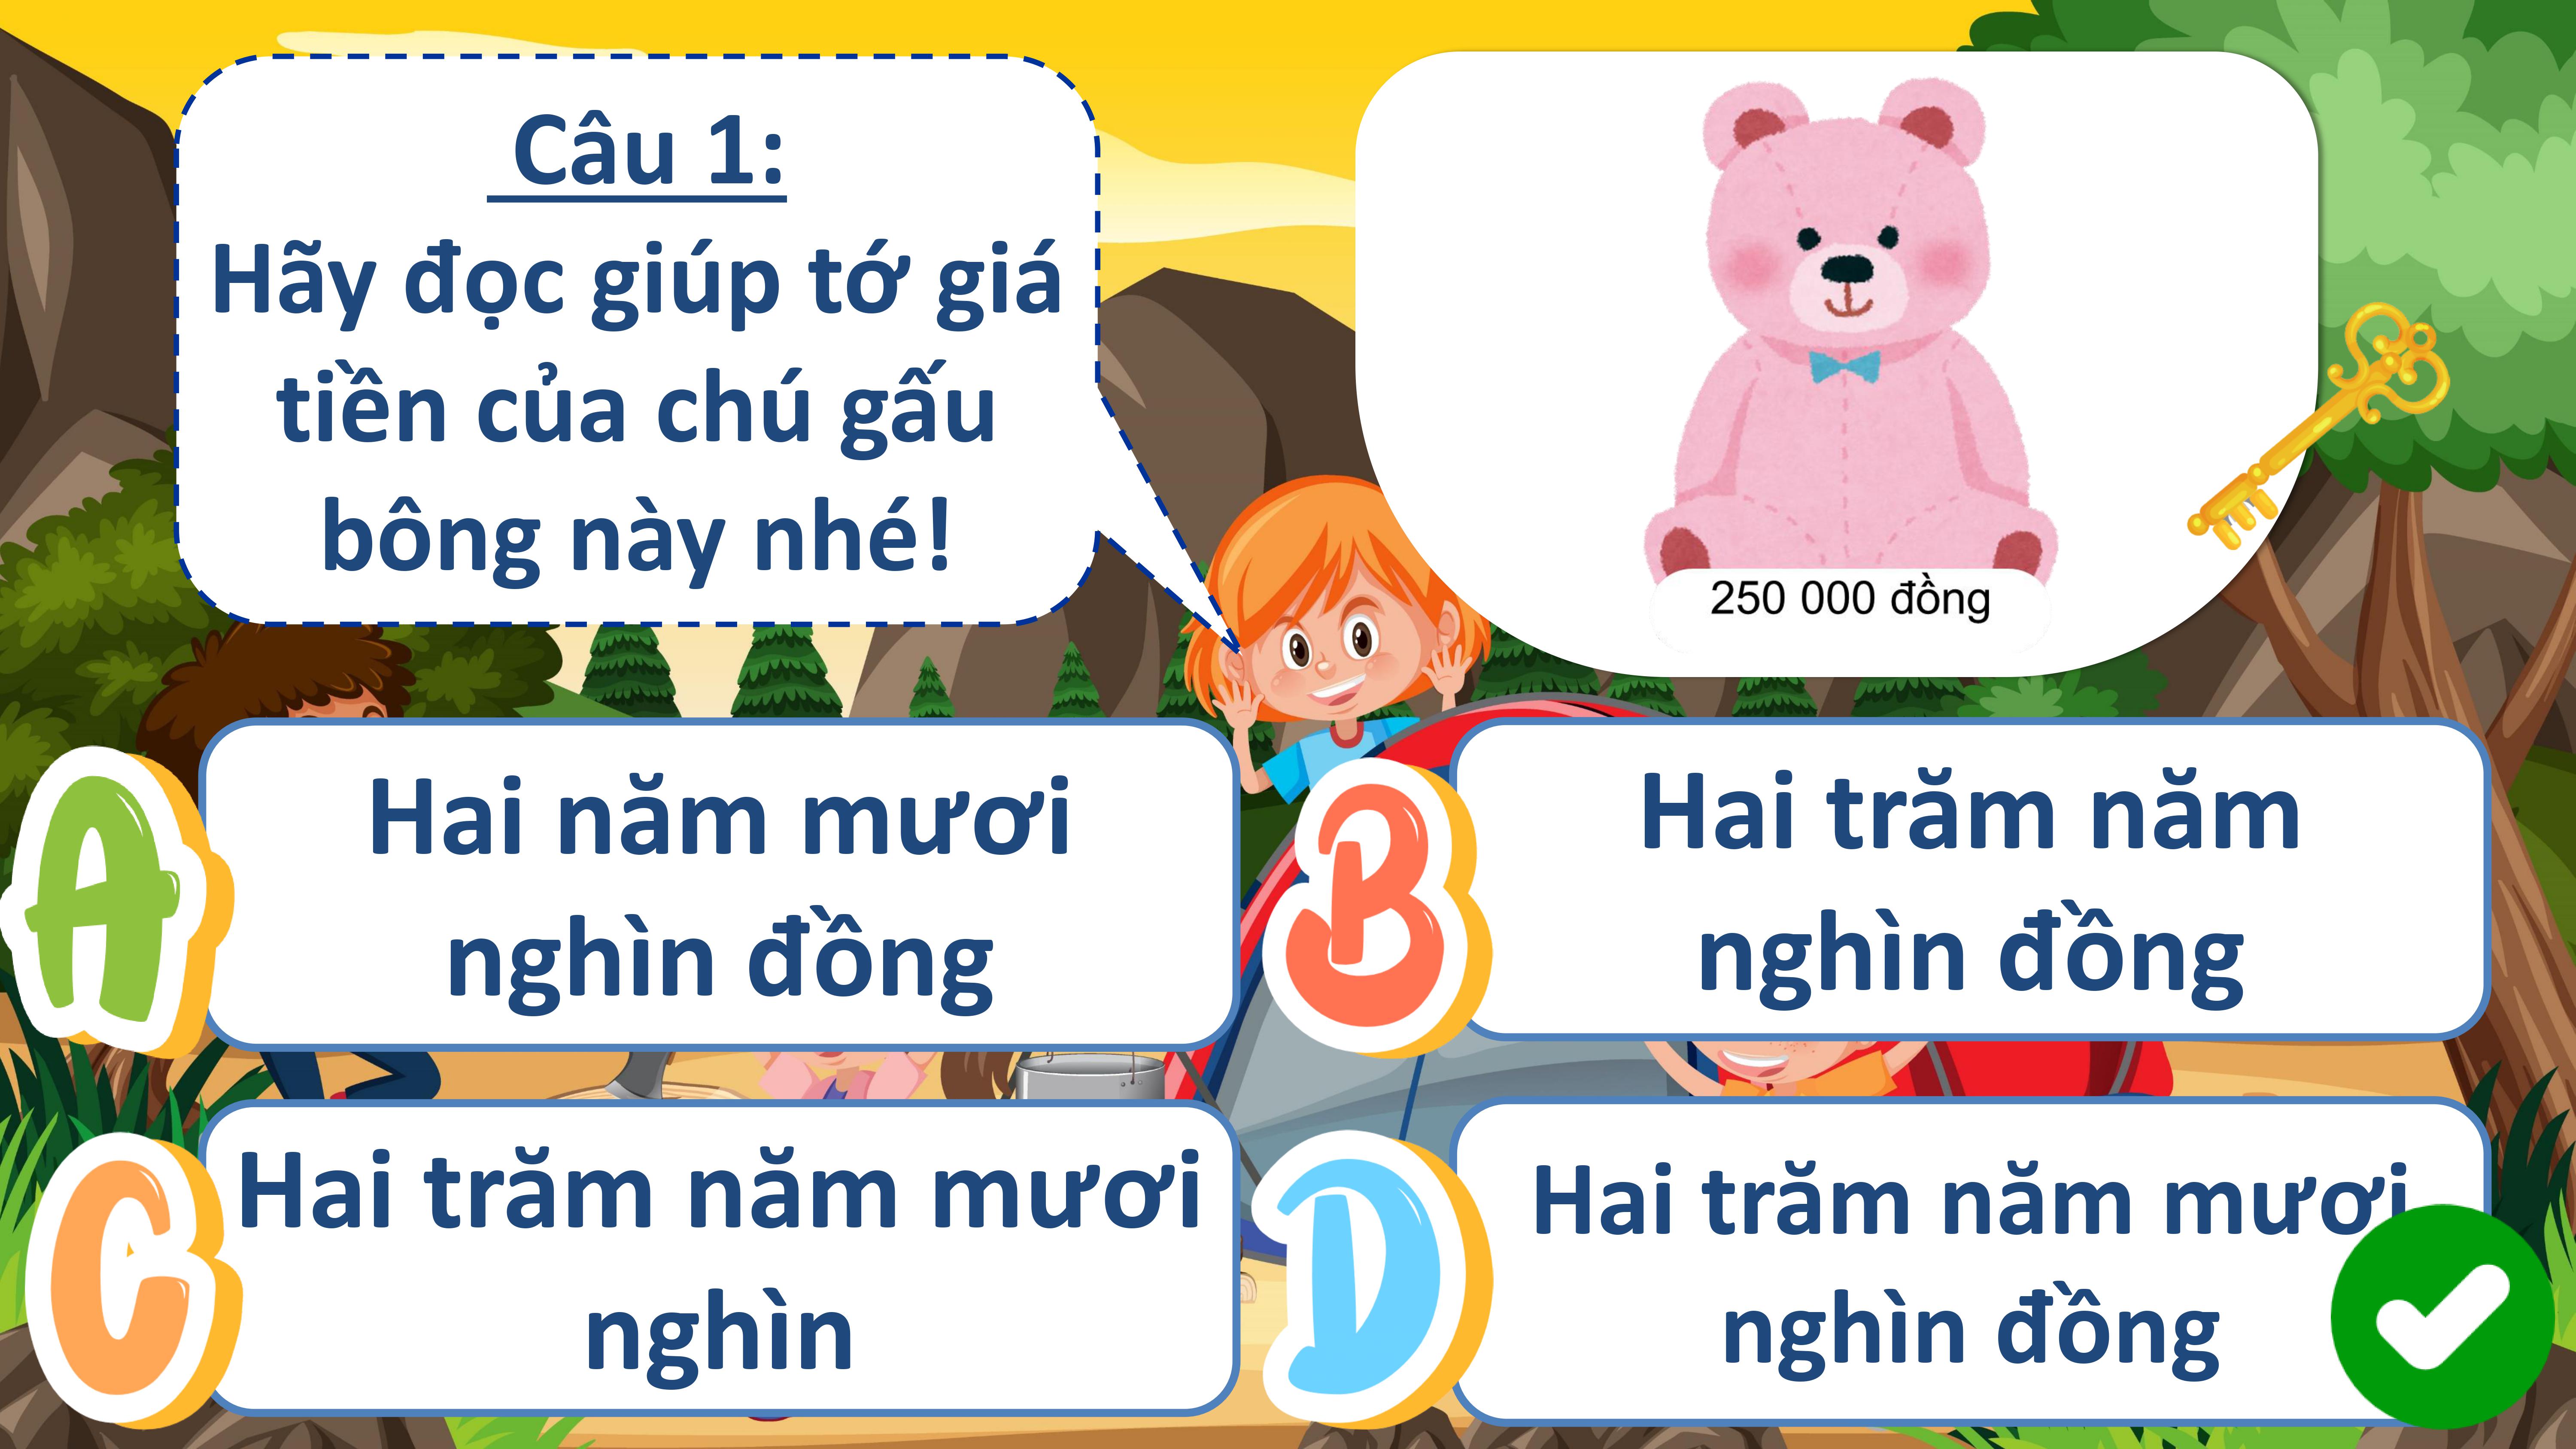 Câu 1:
Hãy đọc giúp tớ giá
tiền của chú gấu
bông này nhé!
250 000 đồng
A
Hai năm mươi
nghìn đồng
B
Hai trăm năm
nghìn đồng
C
Hai trăm năm mươi
nghìn
D
Hai trăm năm mươi
nghìn đồng